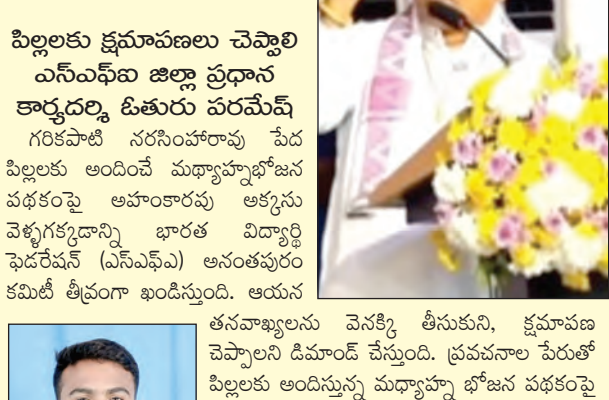 పిల్లలకు క్షమాపణలు చెప్పాలి
ఎస్ఎఫ్ఐ జిల్లా ప్రధాన
కార్యదర్శి ఓతురు పరమేష్
గరికపాటి నరసింహారావు పేద
పిల్లలకు అందించే మధ్యాహ్నభోజన
పథకంపై అహంకారపు అక్కను
వెళ్ళగక్కడాన్ని భారత విద్యార్థి
ఫెడరేషన్ (ఎస్ఎఫ్ఎ) అనంతపురం
కమిటీ తీవ్రంగా ఖండిస్తుంది. ఆయన
తనవాఖ్యలను వెనక్కి తీసుకుని, క్షమాపణ
చెప్పాలని డిమాండ్ చేస్తుంది. ప్రవచనాల పేరుతో
పిల్లలకు అందిస్తున్న మధ్యాహ్న భోజన పథకంపై